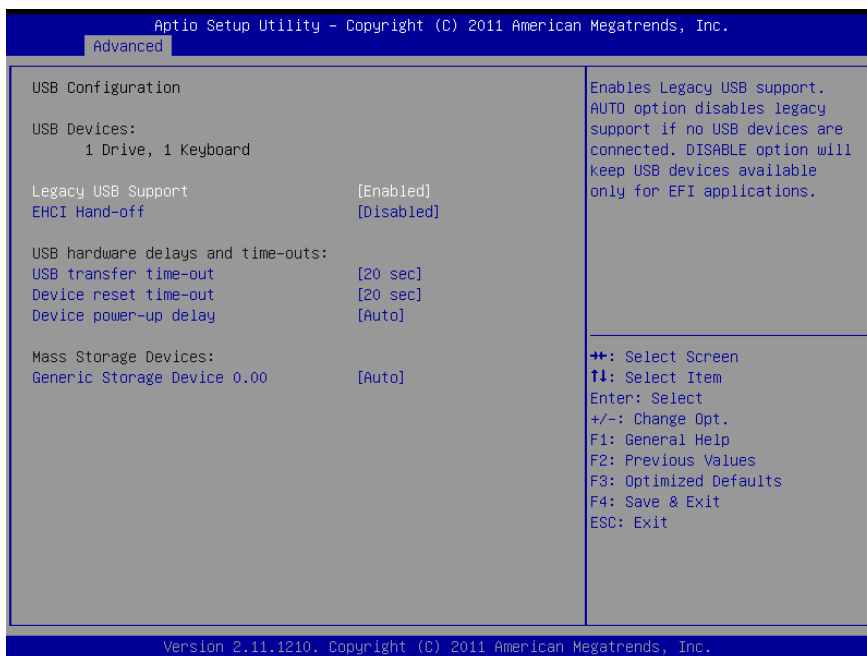 Aptio Setup Utility – Copyright (C) 2011 American Megatrends, Inc.
Advanced
USB Configuration
USB Devices:
1 Drive, 1 Keyboard
Legacy USB Support [Enabled]
EHCI Hand-off [Disabled]
USB hardware delays and time-outs:
USB transfer time-out [20 sec]
Device reset time-out [20 sec]
Device power-up delay [Auto]
Mass Storage Devices:
Generic Storage Device 0.00 [Auto]
Enables Legacy USB support.
AUTO option disables legacy
support if no USB devices are
connected. DISABLE option will
keep USB devices available
only for EFI applications.
→←: Select Screen
↑↓: Select Item
Enter: Select
+/-: Change Opt.
F1: General Help
F2: Previous Values
F3: Optimized Defaults
F4: Save & Exit
ESC: Exit
Version 2.11.1210. Copyright (C) 2011 American Megatrends, Inc.